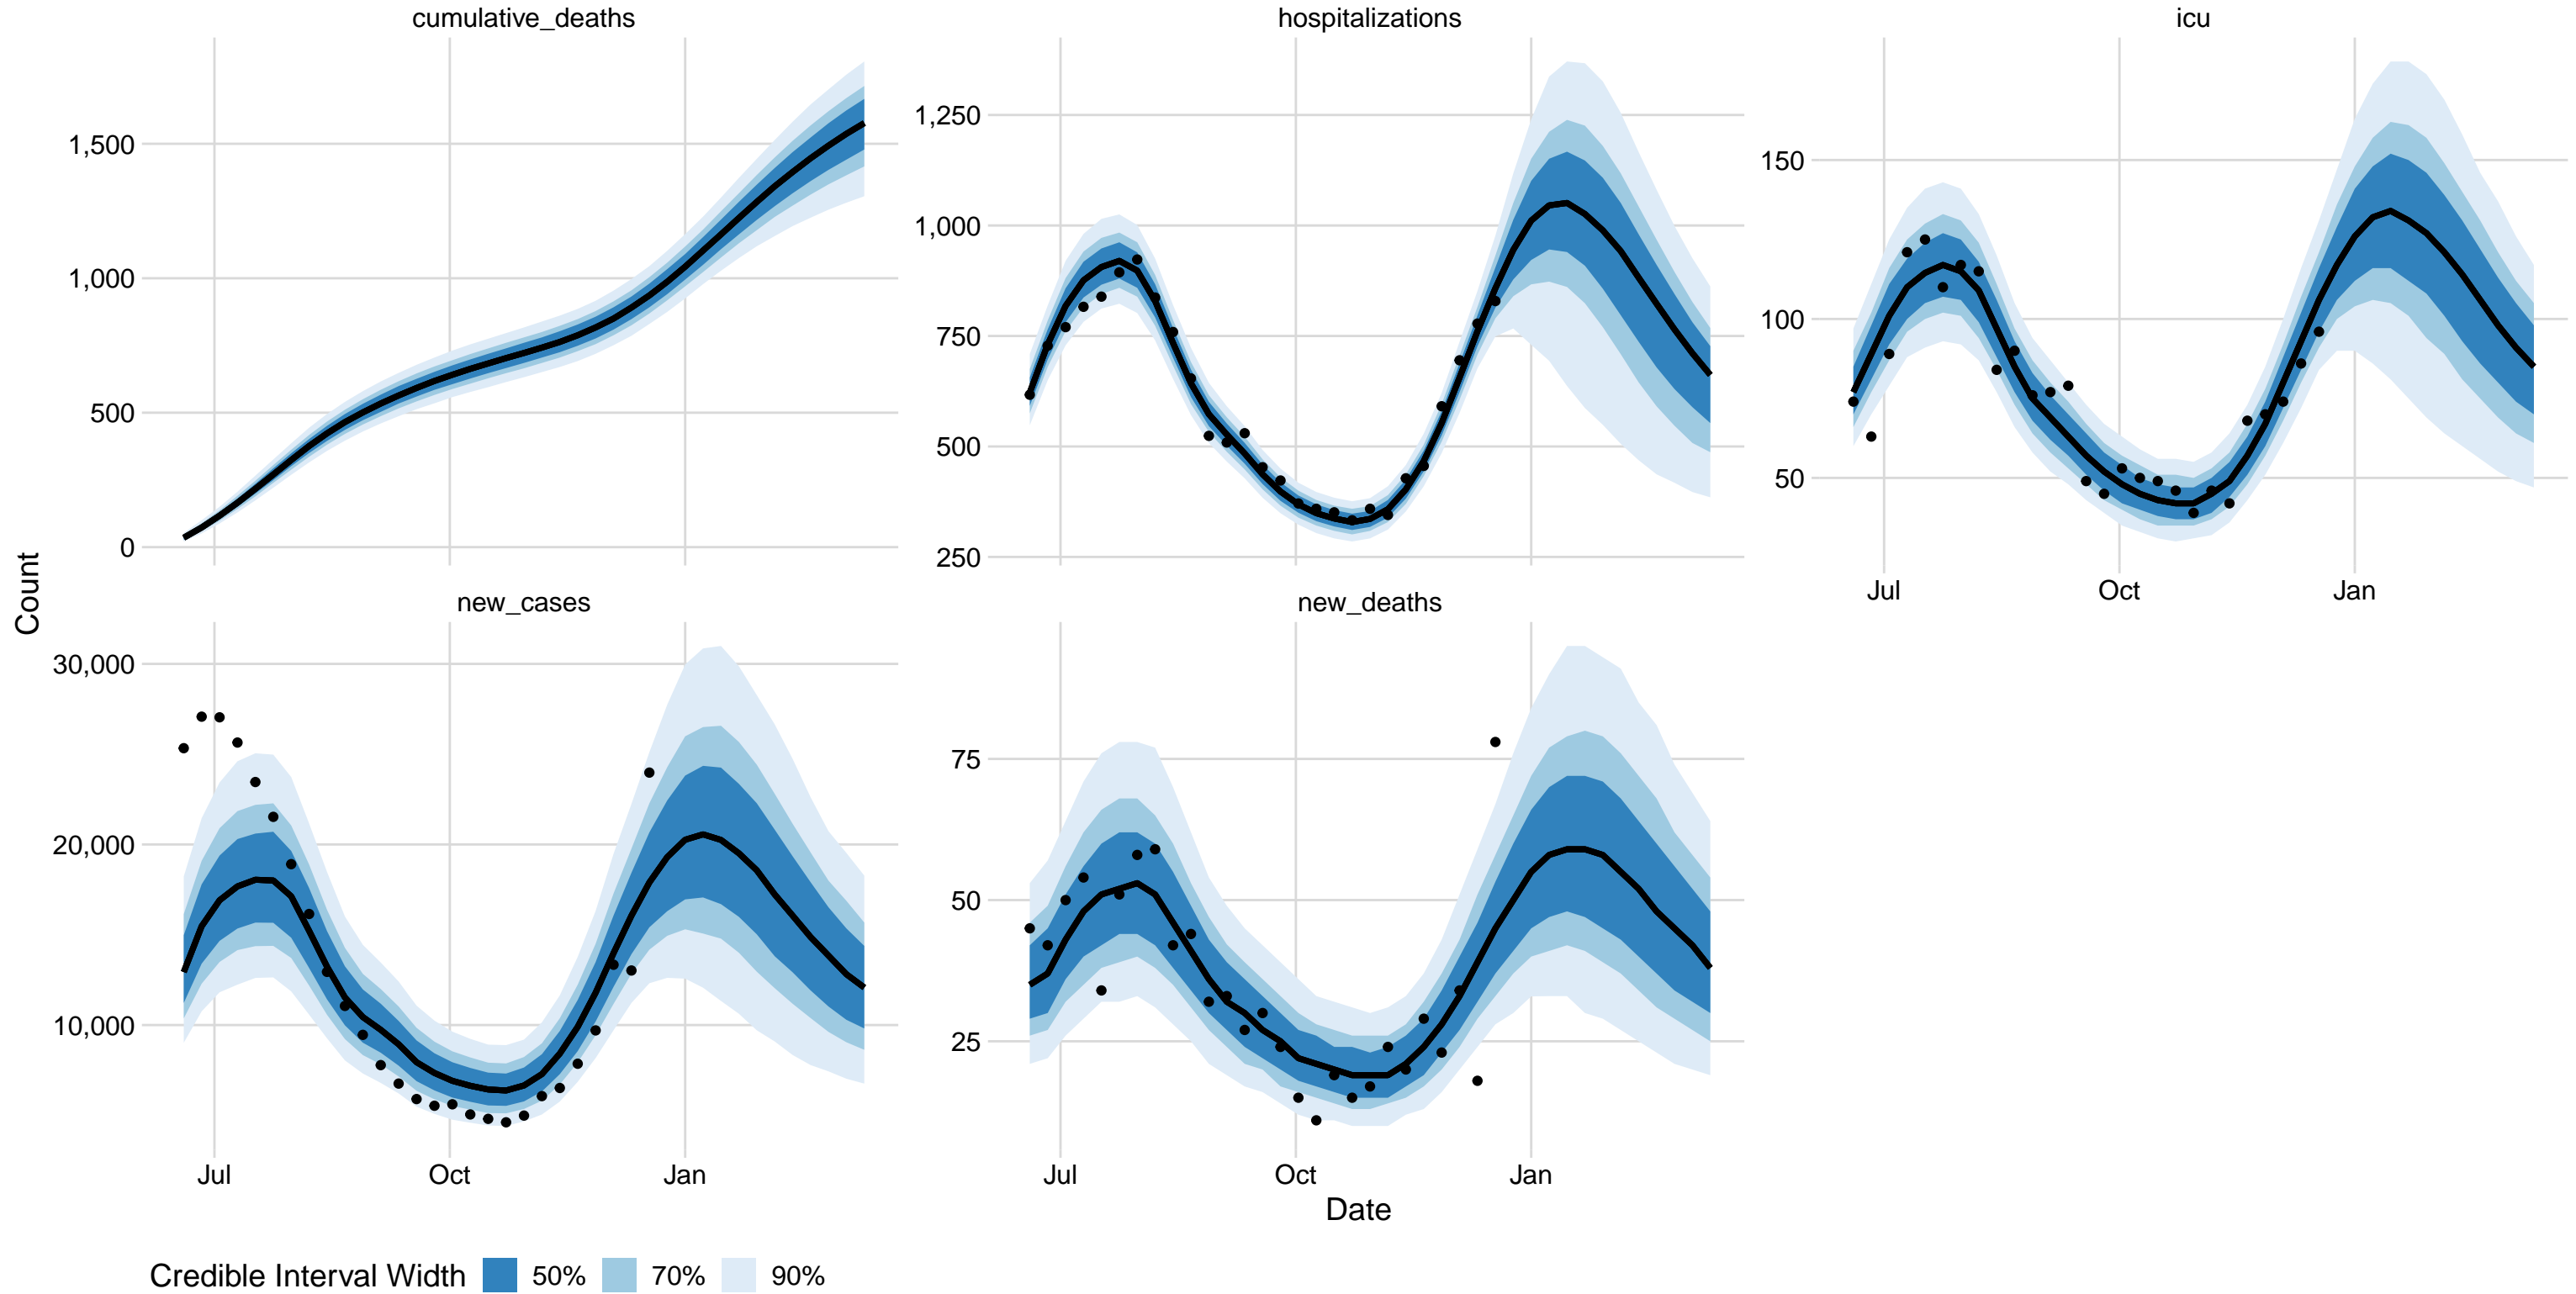 cumulative_deaths
hospitalizations
icu
1,500
1,000
500
0
1,250
1,000
750
500
250
150
100
50
Jul Oct Jan
Count
new_cases
new_deaths
30,000
20,000
10,000
75
50
25
Jul Oct Jan
Jul Oct Jan
Date
Credible Interval Width 50% 70% 90%